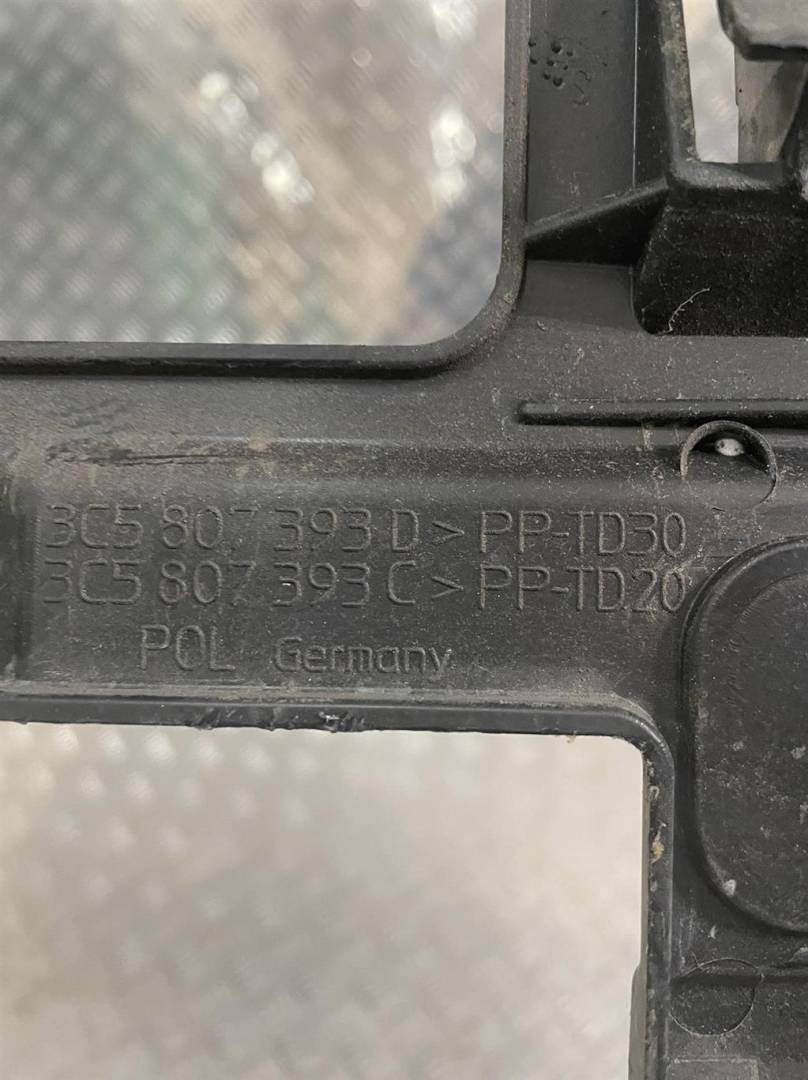 3C5 807 393 D > PP-TD30
3C5 807 393 C > PP-TD20
POL Germany